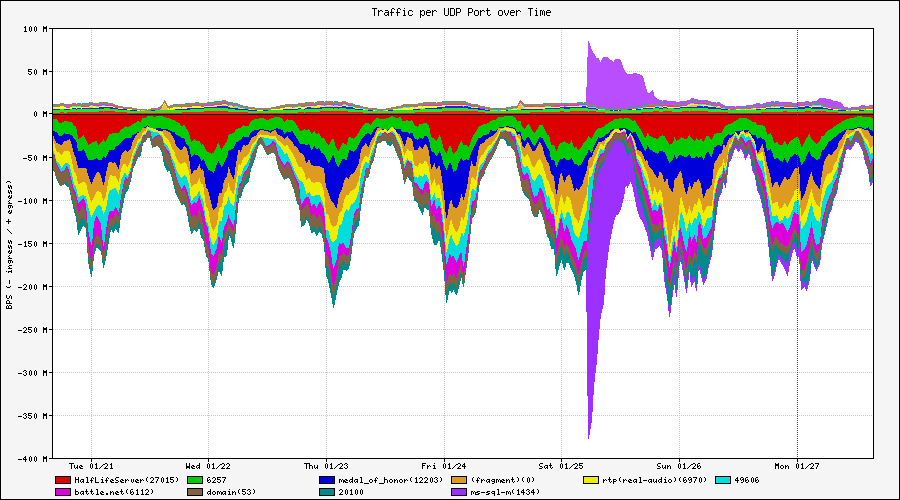 Traffic per UDP Port over Time
100 M
50 M
0 M
-50 M
-100 M
-150 M
-200 M
-250 M
-300 M
-350 M
-400 M
BPS (- ingress / + egress)
Tue 01/21 Wed 01/22 Thu 01/23 Fri 01/24 Sat 01/25 Sun 01/26 Mon 01/27
HalfLifeServer(27015) 6257 medal_of_honor(12203) (fragment)(0) rtp(real-audio)(6970) 49606
battle.net(6112) domain(53) 20100 ms-sql-m(1434)